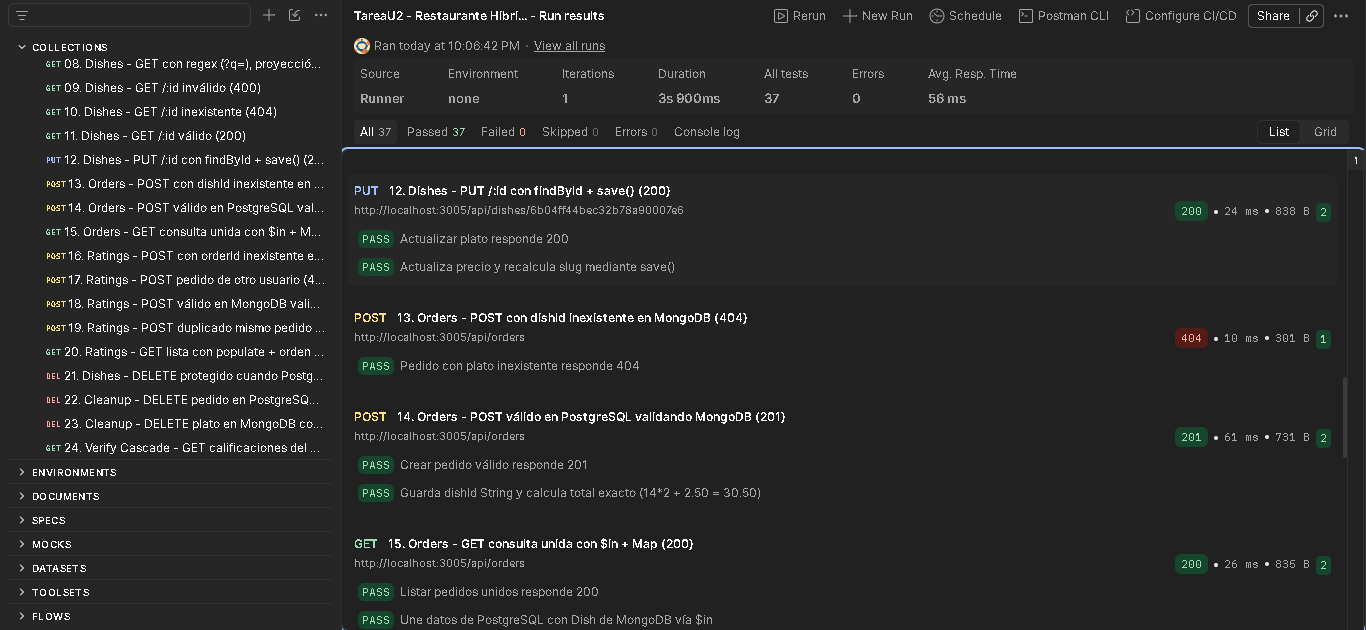 COLLECTIONS
GET 08. Dishes - GET con regex (?q=), proyecció...
GET 09. Dishes - GET /:id inválido (400)
GET 10. Dishes - GET /:id inexistente (404)
GET 11. Dishes - GET /:id válido (200)
PUT 12. Dishes - PUT /:id con findById + save() (2...
POST 13. Orders - POST con dishId inexistente en ...
POST 14. Orders - POST válido en PostgreSQL val...
GET 15. Orders - GET consulta unida con $in + M...
POST 16. Ratings - POST con orderId inexistente e...
POST 17. Ratings - POST pedido de otro usuario (4...
POST 18. Ratings - POST válido en MongoDB vali...
POST 19. Ratings - POST duplicado mismo pedido ...
GET 20. Ratings - GET lista con populate + orden ...
DEL 21. Dishes - DELETE protegido cuando Postg...
DEL 22. Cleanup - DELETE pedido en PostgreSQ...
DEL 23. Cleanup - DELETE plato en MongoDB co...
GET 24. Verify Cascade - GET calificaciones del ...
ENVIRONMENTS
DOCUMENTS
SPECS
MOCKS
DATASETS
TOOLSETS
FLOWS
TareaU2 - Restaurante Híbrí... - Run results
Rerun New Run Schedule Postman CLI Configure CI/CD Share
Ran today at 10:06:42 PM · View all runs
Source Environment Iterations Duration All tests Errors Avg. Resp. Time
Runner none 1 3s 900ms 37 0 56 ms
All 37 Passed 37 Failed 0 Skipped 0 Errors 0 Console log List Grid
1
PUT 12. Dishes - PUT /:id con findById + save() (200)
http://localhost:3005/api/dishes/6b04ff44bec32b78a90007e6
200 • 24 ms • 838 B 2
PASS Actualizar plato responde 200
PASS Actualiza precio y recalcula slug mediante save()
POST 13. Orders - POST con dishId inexistente en MongoDB (404)
http://localhost:3005/api/orders
404 • 10 ms • 301 B 1
PASS Pedido con plato inexistente responde 404
POST 14. Orders - POST válido en PostgreSQL validando MongoDB (201)
http://localhost:3005/api/orders
201 • 61 ms • 731 B 2
PASS Crear pedido válido responde 201
PASS Guarda dishId String y calcula total exacto (14*2 + 2.50 = 30.50)
GET 15. Orders - GET consulta unida con $in + Map (200)
http://localhost:3005/api/orders
200 • 26 ms • 835 B 2
PASS Listar pedidos unidos responde 200
PASS Une datos de PostgreSQL con Dish de MongoDB vía $in